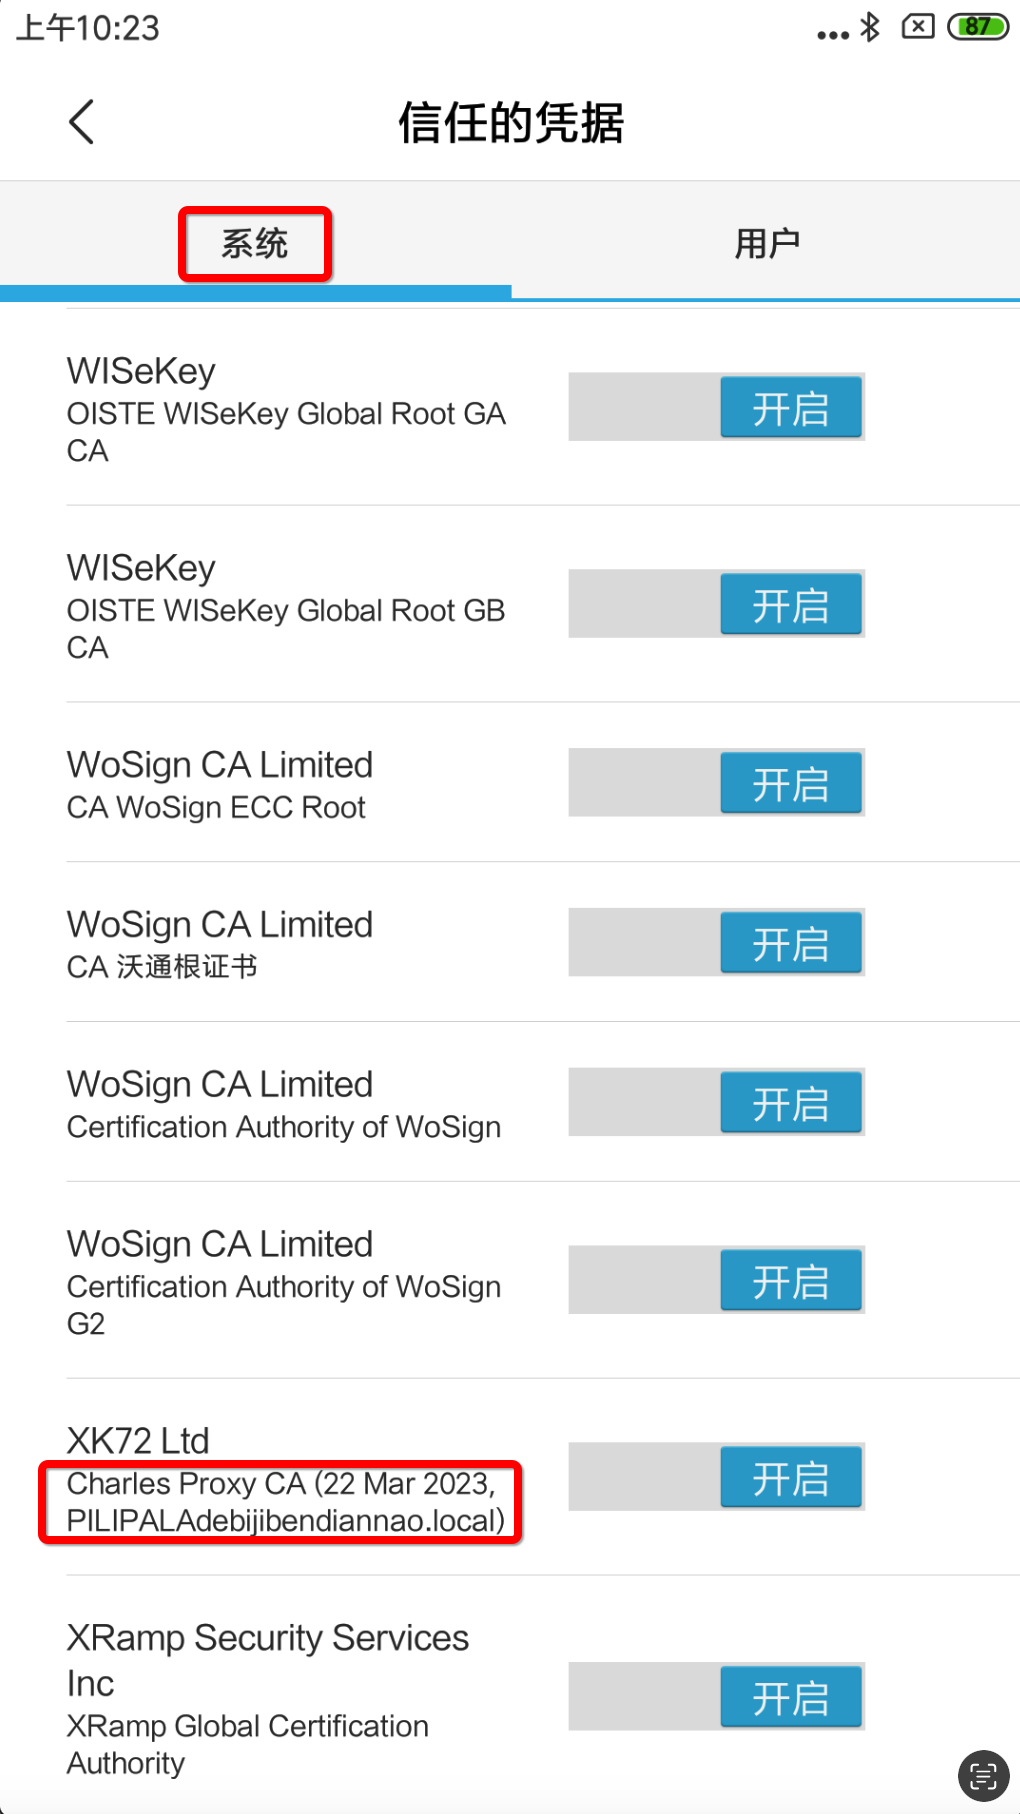 上午10:23
87
信任的凭据
系统
用户
WISeKey
OISTE WISeKey Global Root GA
CA
开启
WISeKey
OISTE WISeKey Global Root GB
CA
开启
WoSign CA Limited
CA WoSign ECC Root
开启
WoSign CA Limited
CA 沃通根证书
开启
WoSign CA Limited
Certification Authority of WoSign
开启
WoSign CA Limited
Certification Authority of WoSign
G2
开启
XK72 Ltd
Charles Proxy CA (22 Mar 2023,
PILIPALAdebijibendiannao.local)
开启
XRamp Security Services
Inc
XRamp Global Certification
Authority
开启